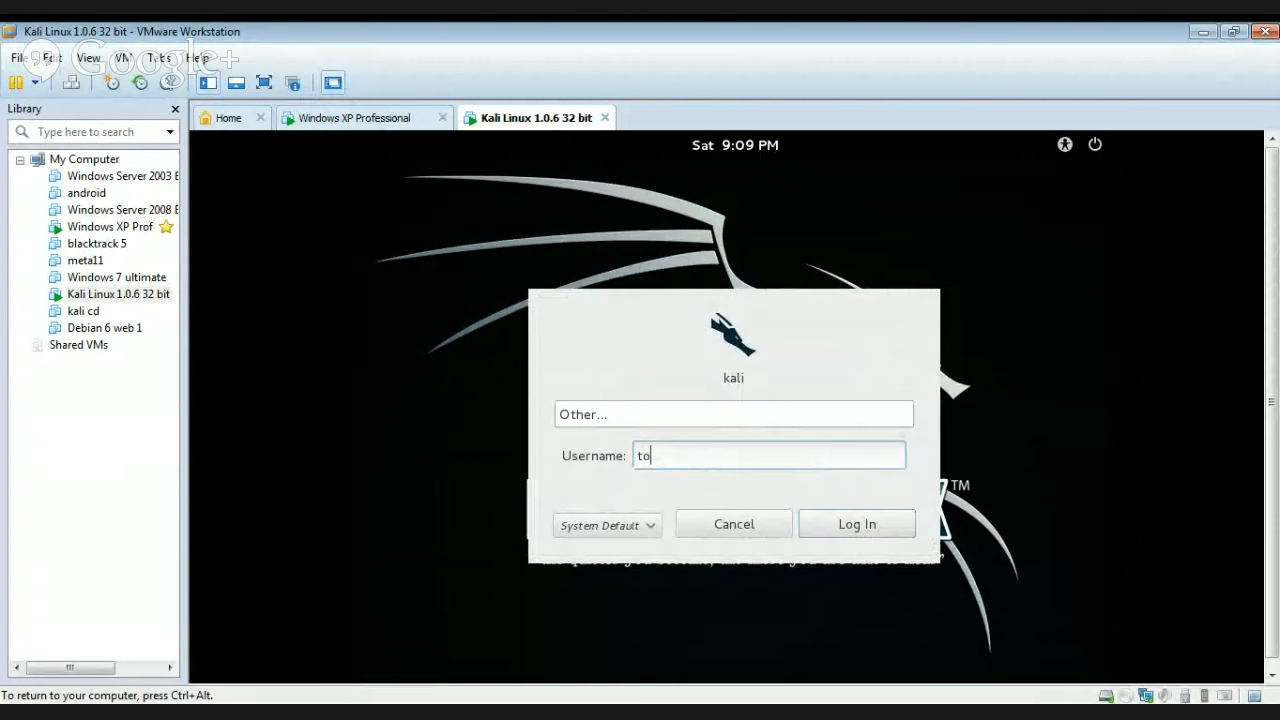 Kali Linux 1.0.6 32 bit - VMware Workstation
File Edit View VM Tabs Help
Google+
Library
Type here to search
Home
Windows XP Professional
Kali Linux 1.0.6 32 bit
My Computer
Windows Server 2003 E
android
Windows Server 2008 E
Windows XP Prof
blacktrack 5
meta11
Windows 7 ultimate
Kali Linux 1.0.6 32 bit
kali cd
Debian 6 web 1
Shared VMs
Sat 9:09 PM
kali
Other...
Username: to
System Default
Cancel
Log In
TM
To return to your computer, press Ctrl+Alt.